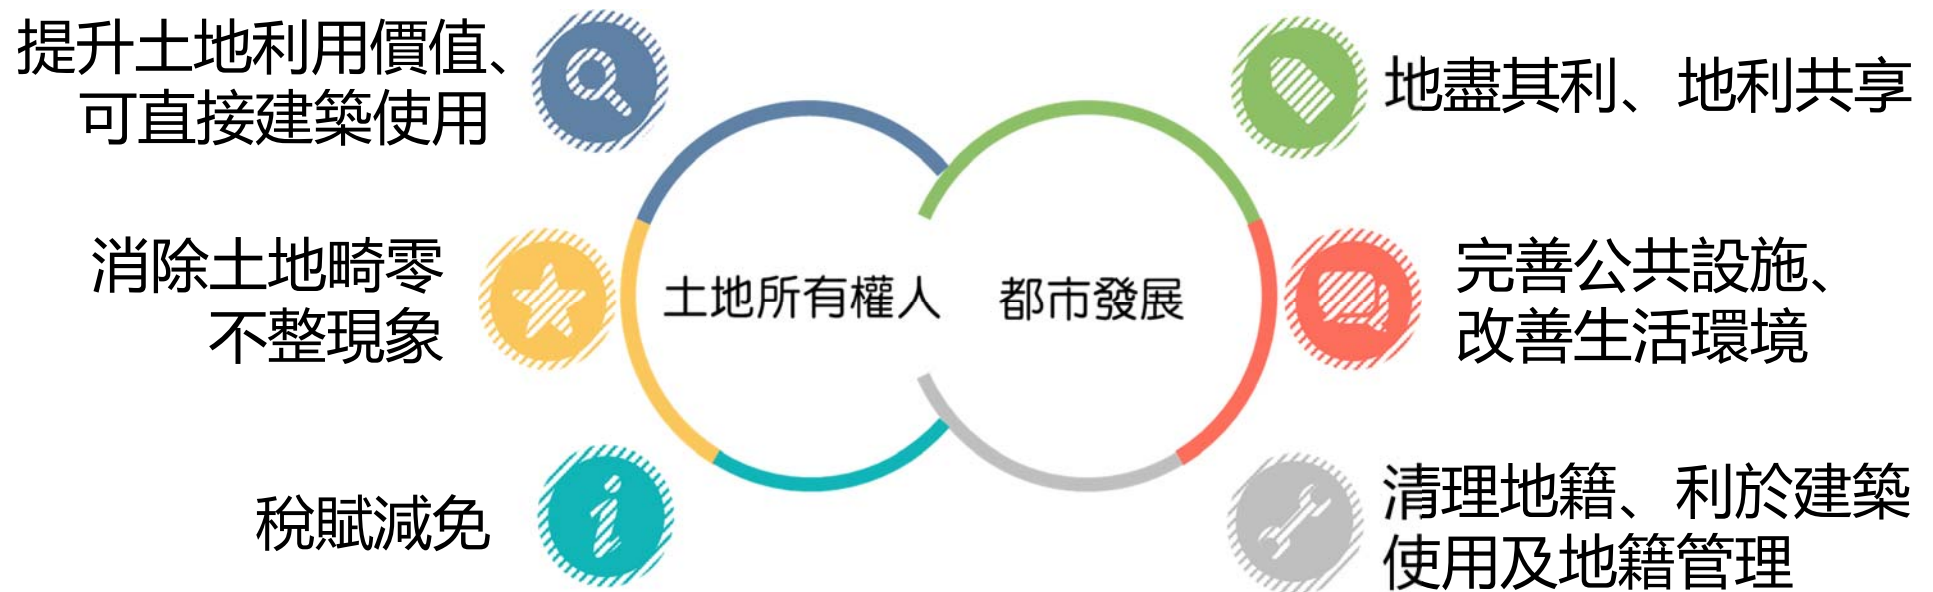 提升土地利用價值、
可直接建築使用
地盡其利、地利共享
消除土地畸零
不整現象
土地所有權人
都市發展
完善公共設施、
改善生活環境
稅賦減免
清理地籍、利於建築
使用及地籍管理